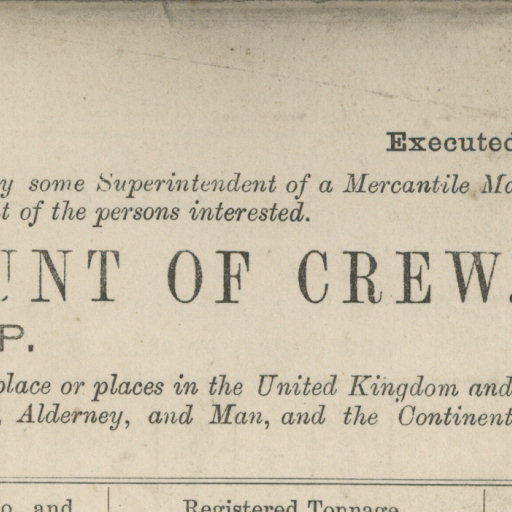 Executed
y some Superintendent of a Mercantile Ma
t of the persons interested.
UNT OF CREW.
P.
place or places in the United Kingdom and
, Alderney, and Man, and the Continent
o. and
Registered Tonnage